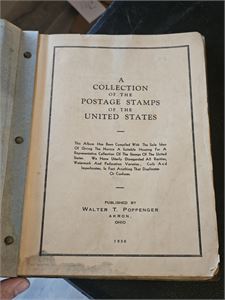 A
COLLECTION
OF THE
POSTAGE STAMPS
OF THE
UNITED STATES
This Album Has Been Compiled With The Sole Idea
Of Giving The Novice A Suitable Housing For A
Representative Collection Of The Stamps Of The United
States. We Have Utterly Disregarded All Rarities,
Watermark And Perforation Varieties, Coils And
Imperforates, In Fact Anything That Duplicates
Or Confuses.
PUBLISHED BY
WALTER T. POPPENGER
AKRON,
OHIO